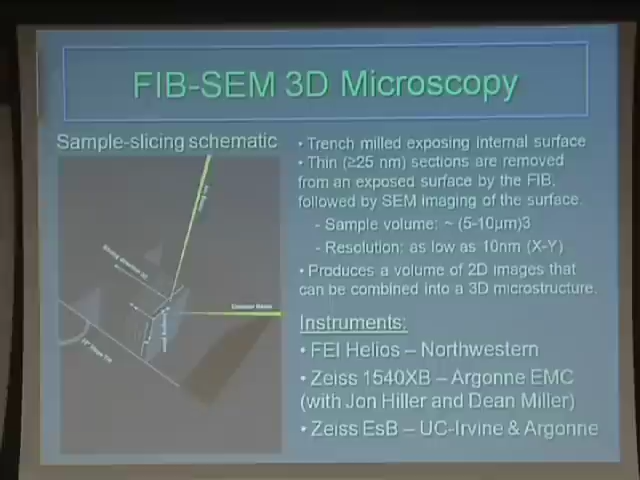 FIB-SEM 3D Microscopy
Sample-slicing schematic
• Trench milled exposing internal surface
• Thin (≥25 nm) sections are removed
from an exposed surface by the FIB,
followed by SEM imaging of the surface.
- Sample volume: ~ (5-10µm)3
- Resolution: as low as 10nm (X-Y)
• Produces a volume of 2D images that
can be combined into a 3D microstructure.
Instruments:
• FEI Helios – Northwestern
• Zeiss 1540XB – Argonne EMC
(with Jon Hiller and Dean Miller)
• Zeiss EsB – UC-Irvine & Argonne